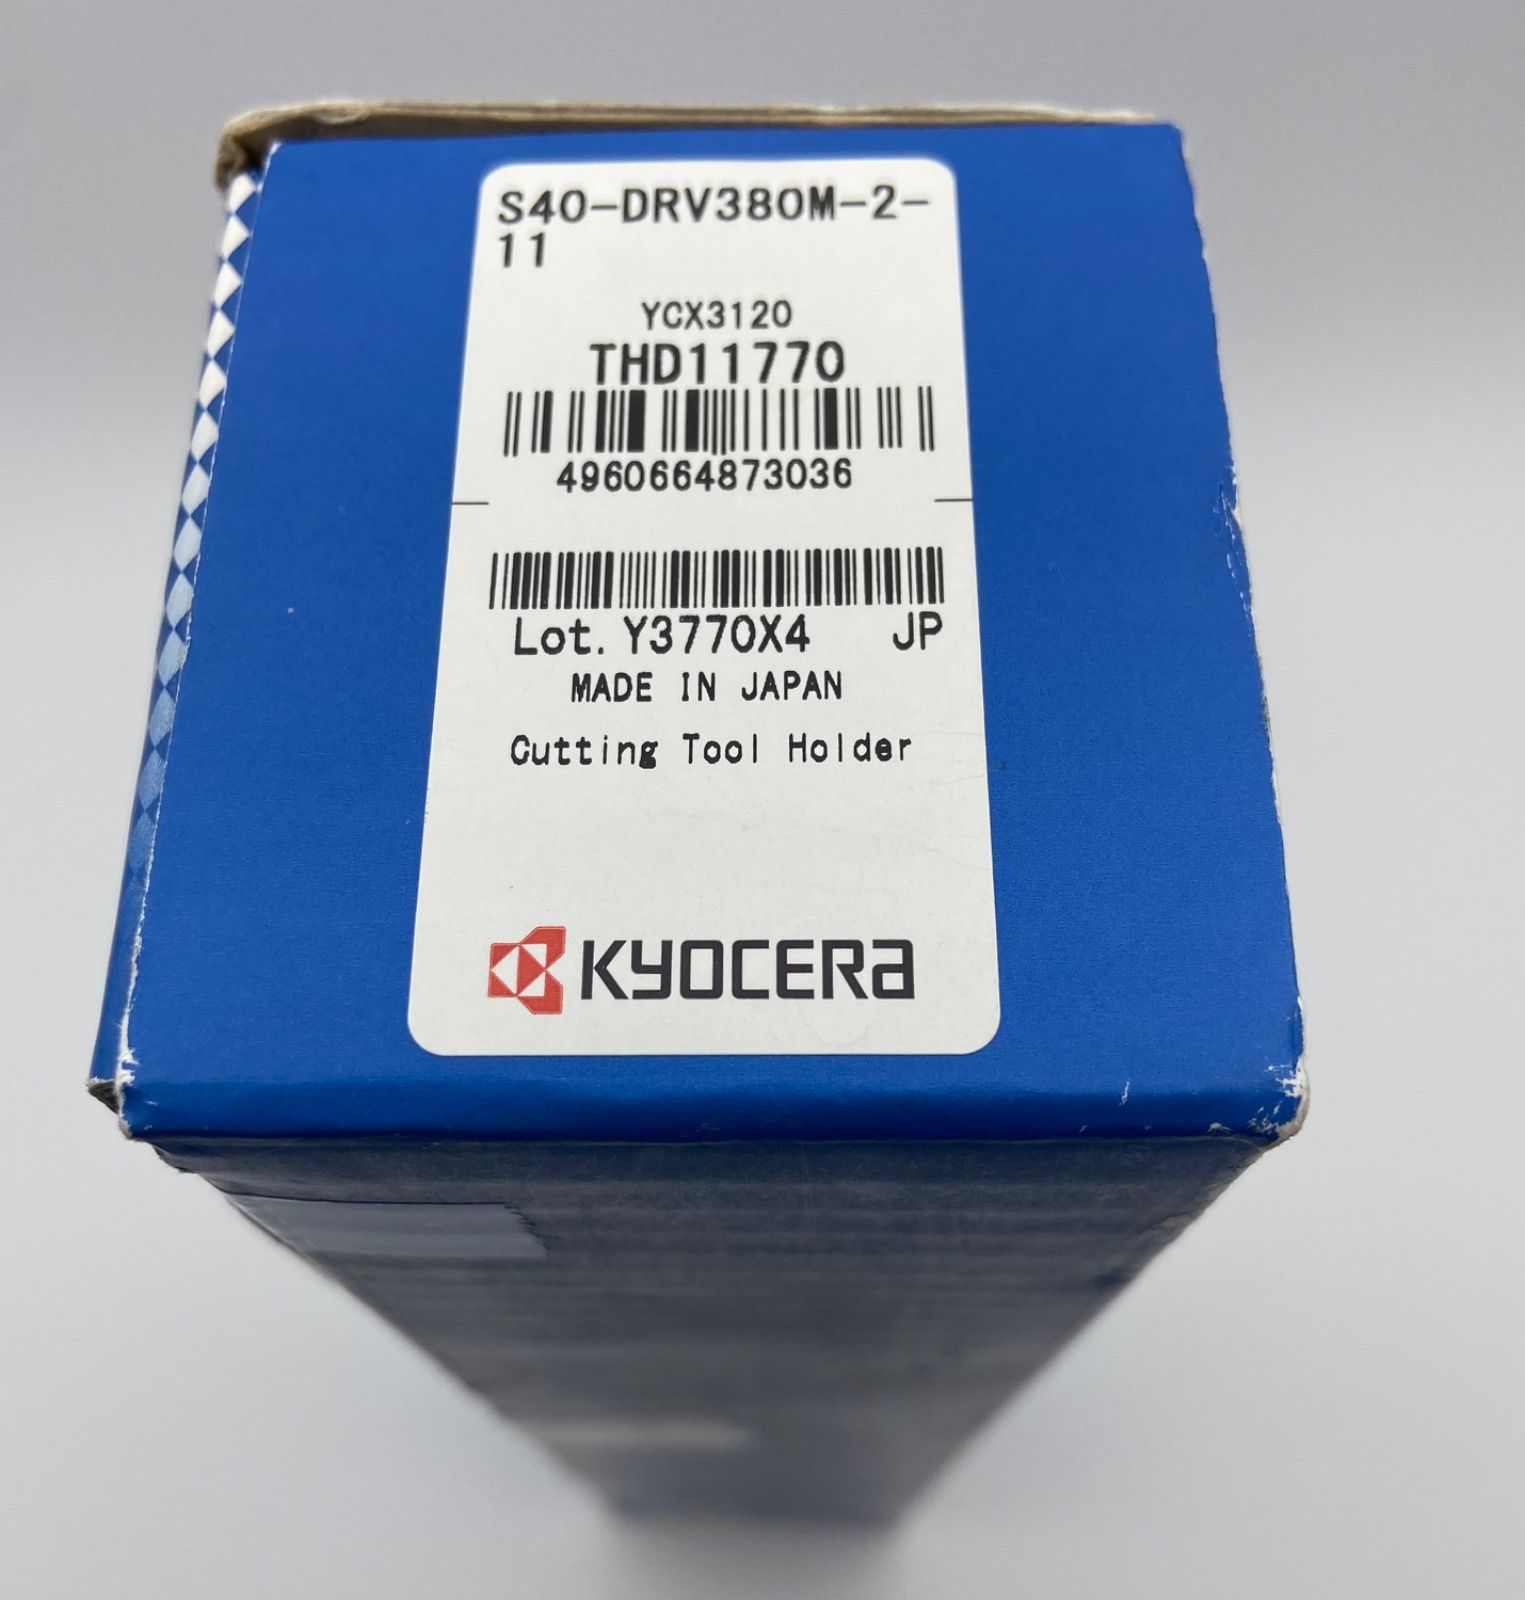 S40-DRV380M-2-
11
YCX3120
THD11770
4960664873036
Lot. Y3770X4 JP
MADE IN JAPAN
Cutting Tool Holder
KYOCERA